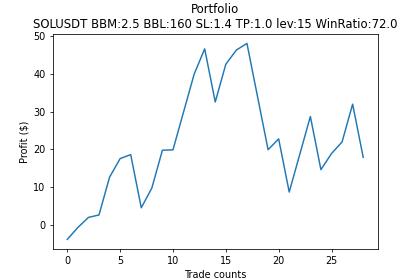 Portfolio
SOLUSDT BBM:2.5 BBL:160 SL:1.4 TP:1.0 lev:15 WinRatio:72.0
50
40
30
20
10
0
Profit ($)
0 5 10 15 20 25
Trade counts